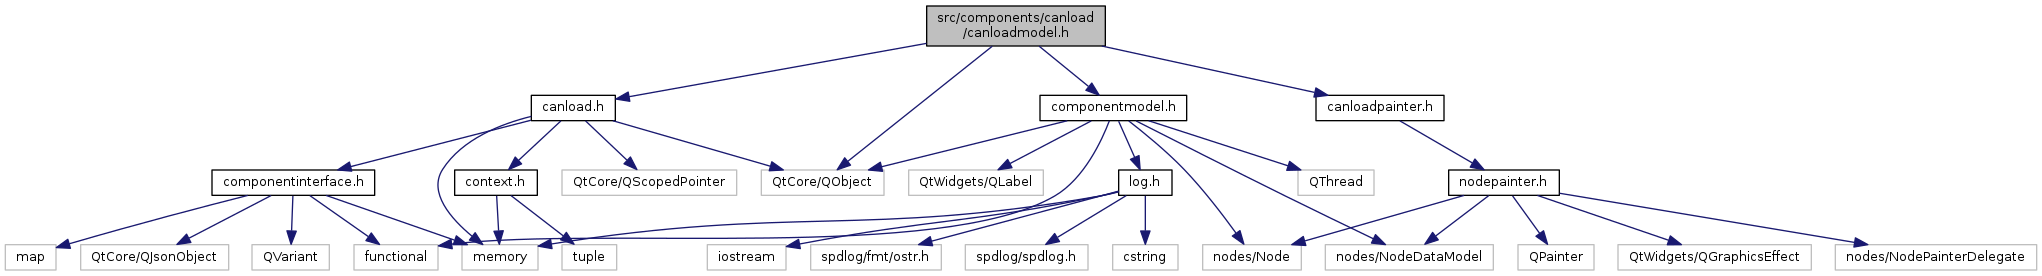 src/components/canload
/canloadmodel.h
canload.h
componentmodel.h
canloadpainter.h
componentinterface.h
context.h
QtCore/QScopedPointer
QtCore/QObject
QtWidgets/QLabel
log.h
QThread
nodepainter.h
map
QtCore/QJsonObject
QVariant
functional
memory
tuple
iostream
spdlog/fmt/ostr.h
spdlog/spdlog.h
cstring
nodes/Node
nodes/NodeDataModel
QPainter
QtWidgets/QGraphicsEffect
nodes/NodePainterDelegate